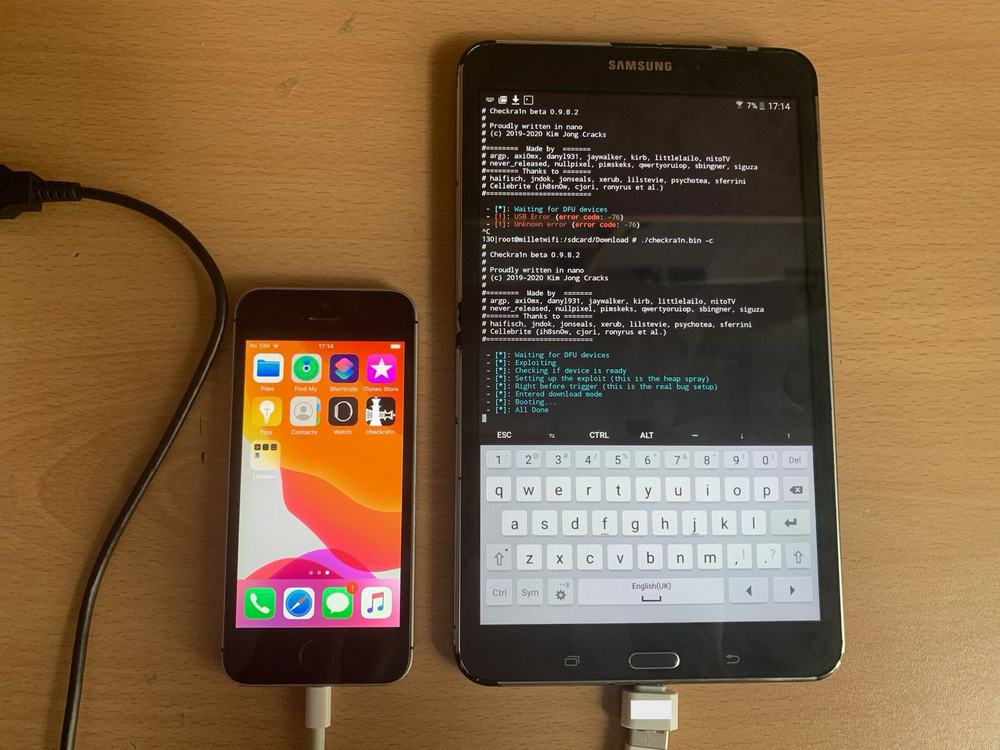 No SIM 17:14
Files Find My Shortcuts iTunes Store
Tips Contacts Watch checkra1n
Utilities
SAMSUNG
7% 17:14
# Checkra1n beta 0.9.8.2
#
# Proudly written in nano
# (c) 2019-2020 Kim Jong Cracks
#
#======== Made by =======
# argp, axi0mx, danyl931, jaywalker, kirb, littlelailo, nitoTV
# never_released, nullpixel, pimskeks, qwertyoruiop, sbingner, siguza
#======== Thanks to =======
# haifisch, jndok, jonseals, xerub, lilstevie, psychotea, sferrini
# Cellebrite (ih8sn0w, cjori, ronyrus et al.)
#==========================
- [*]: Waiting for DFU devices
- [!]: USB Error (error code: -76)
- [!]: Unknown error (error code: -76)
^C
130|root@milletwifi:/sdcard/Download # ./checkra1n.bin -c
#
# Checkra1n beta 0.9.8.2
#
# Proudly written in nano
# (c) 2019-2020 Kim Jong Cracks
#
#======== Made by =======
# argp, axi0mx, danyl931, jaywalker, kirb, littlelailo, nitoTV
# never_released, nullpixel, pimskeks, qwertyoruiop, sbingner, siguza
#======== Thanks to =======
# haifisch, jndok, jonseals, xerub, lilstevie, psychotea, sferrini
# Cellebrite (ih8sn0w, cjori, ronyrus et al.)
#==========================
- [*]: Waiting for DFU devices
- [*]: Exploiting
- [*]: Checking if device is ready
- [*]: Setting up the exploit (this is the heap spray)
- [*]: Right before trigger (this is the real bug setup)
- [*]: Entered download mode
- [*]: Booting...
- [*]: All Done
ESC CTRL ALT – ↓ ↑
1 2 @ 3 # 4 / 5 % 6 ^ 7 & 8 * 9 ( 0 ) Del
q w e r t y u i o p
a s d f g h j k l
z x c v b n m , ! . ?
Ctrl Sym English(UK)